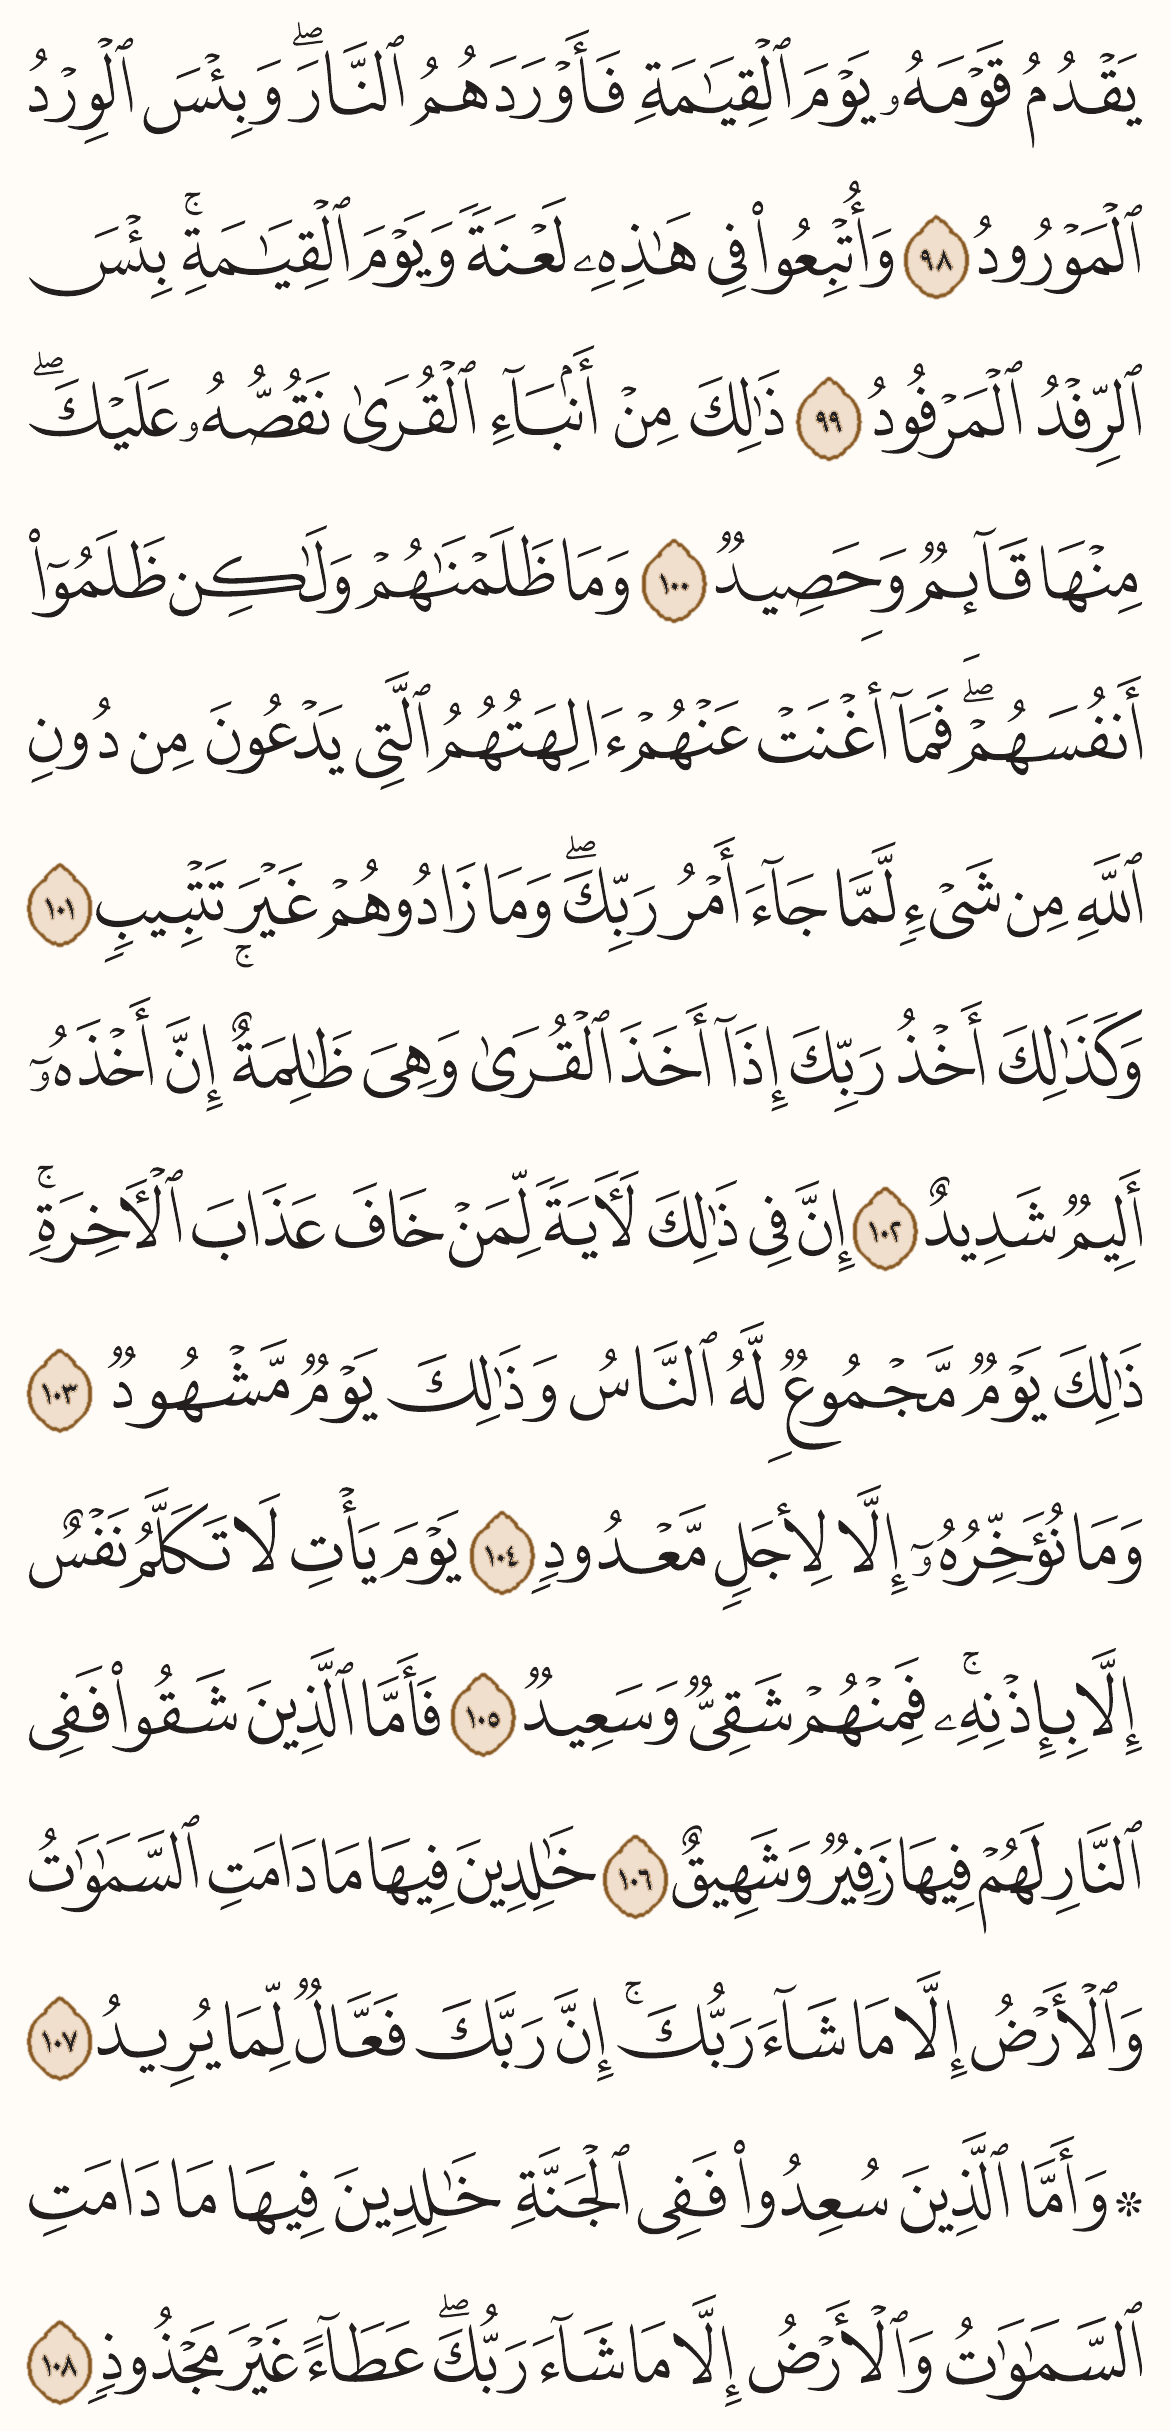 يَقۡدُمُ قَوۡمَهُۥ يَوۡمَ ٱلۡقِيَٰمَةِ فَأَوۡرَدَهُمُ ٱلنَّارَۖ وَبِئۡسَ ٱلۡوِرۡدُ
ٱلۡمَوۡرُودُ ٩٨ وَأُتۡبِعُواْ فِي هَٰذِهِۦ لَعۡنَةٗ وَيَوۡمَ ٱلۡقِيَٰمَةِۚ بِئۡسَ
ٱلرِّفۡدُ ٱلۡمَرۡفُودُ ٩٩ ذَٰلِكَ مِنۡ أَنۢبَآءِ ٱلۡقُرَىٰ نَقُصُّهُۥ عَلَيۡكَۖ
مِنۡهَا قَآئِمٞ وَحَصِيدٞ ١٠٠ وَمَا ظَلَمۡنَٰهُمۡ وَلَٰكِن ظَلَمُوٓاْ
أَنفُسَهُمۡۖ فَمَآ أَغۡنَتۡ عَنۡهُمۡ ءَالِهَتُهُمُ ٱلَّتِي يَدۡعُونَ مِن دُونِ
ٱللَّهِ مِن شَيۡءٖ لَّمَّا جَآءَ أَمۡرُ رَبِّكَۖ وَمَا زَادُوهُمۡ غَيۡرَ تَتۡبِيبٖ ١٠١
وَكَذَٰلِكَ أَخۡذُ رَبِّكَ إِذَآ أَخَذَ ٱلۡقُرَىٰ وَهِيَ ظَٰلِمَةٌۚ إِنَّ أَخۡذَهُۥٓ
أَلِيمٞ شَدِيدٌ ١٠٢ إِنَّ فِي ذَٰلِكَ لَأٓيَةٗ لِّمَنۡ خَافَ عَذَابَ ٱلۡأٓخِرَةِۚ
ذَٰلِكَ يَوۡمٞ مَّجۡمُوعٞ لَّهُ ٱلنَّاسُ وَذَٰلِكَ يَوۡمٞ مَّشۡهُودٞ ١٠٣
وَمَا نُؤَخِّرُهُۥٓ إِلَّا لِأَجَلٖ مَّعۡدُودٖ ١٠٤ يَوۡمَ يَأۡتِ لَا تَكَلَّمُ نَفۡسٌ
إِلَّا بِإِذۡنِهِۦۚ فَمِنۡهُمۡ شَقِيّٞ وَسَعِيدٞ ١٠٥ فَأَمَّا ٱلَّذِينَ شَقُواْ فَفِي
ٱلنَّارِ لَهُمۡ فِيهَا زَفِيرٞ وَشَهِيقٌ ١٠٦ خَٰلِدِينَ فِيهَا مَا دَامَتِ ٱلسَّمَٰوَٰتُ
وَٱلۡأَرۡضُ إِلَّا مَا شَآءَ رَبُّكَۚ إِنَّ رَبَّكَ فَعَّالٞ لِّمَا يُرِيدُ ١٠٧
۞ وَأَمَّا ٱلَّذِينَ سُعِدُواْ فَفِي ٱلۡجَنَّةِ خَٰلِدِينَ فِيهَا مَا دَامَتِ
ٱلسَّمَٰوَٰتُ وَٱلۡأَرۡضُ إِلَّا مَا شَآءَ رَبُّكَۖ عَطَآءً غَيۡرَ مَجۡذُوذٖ ١٠٨